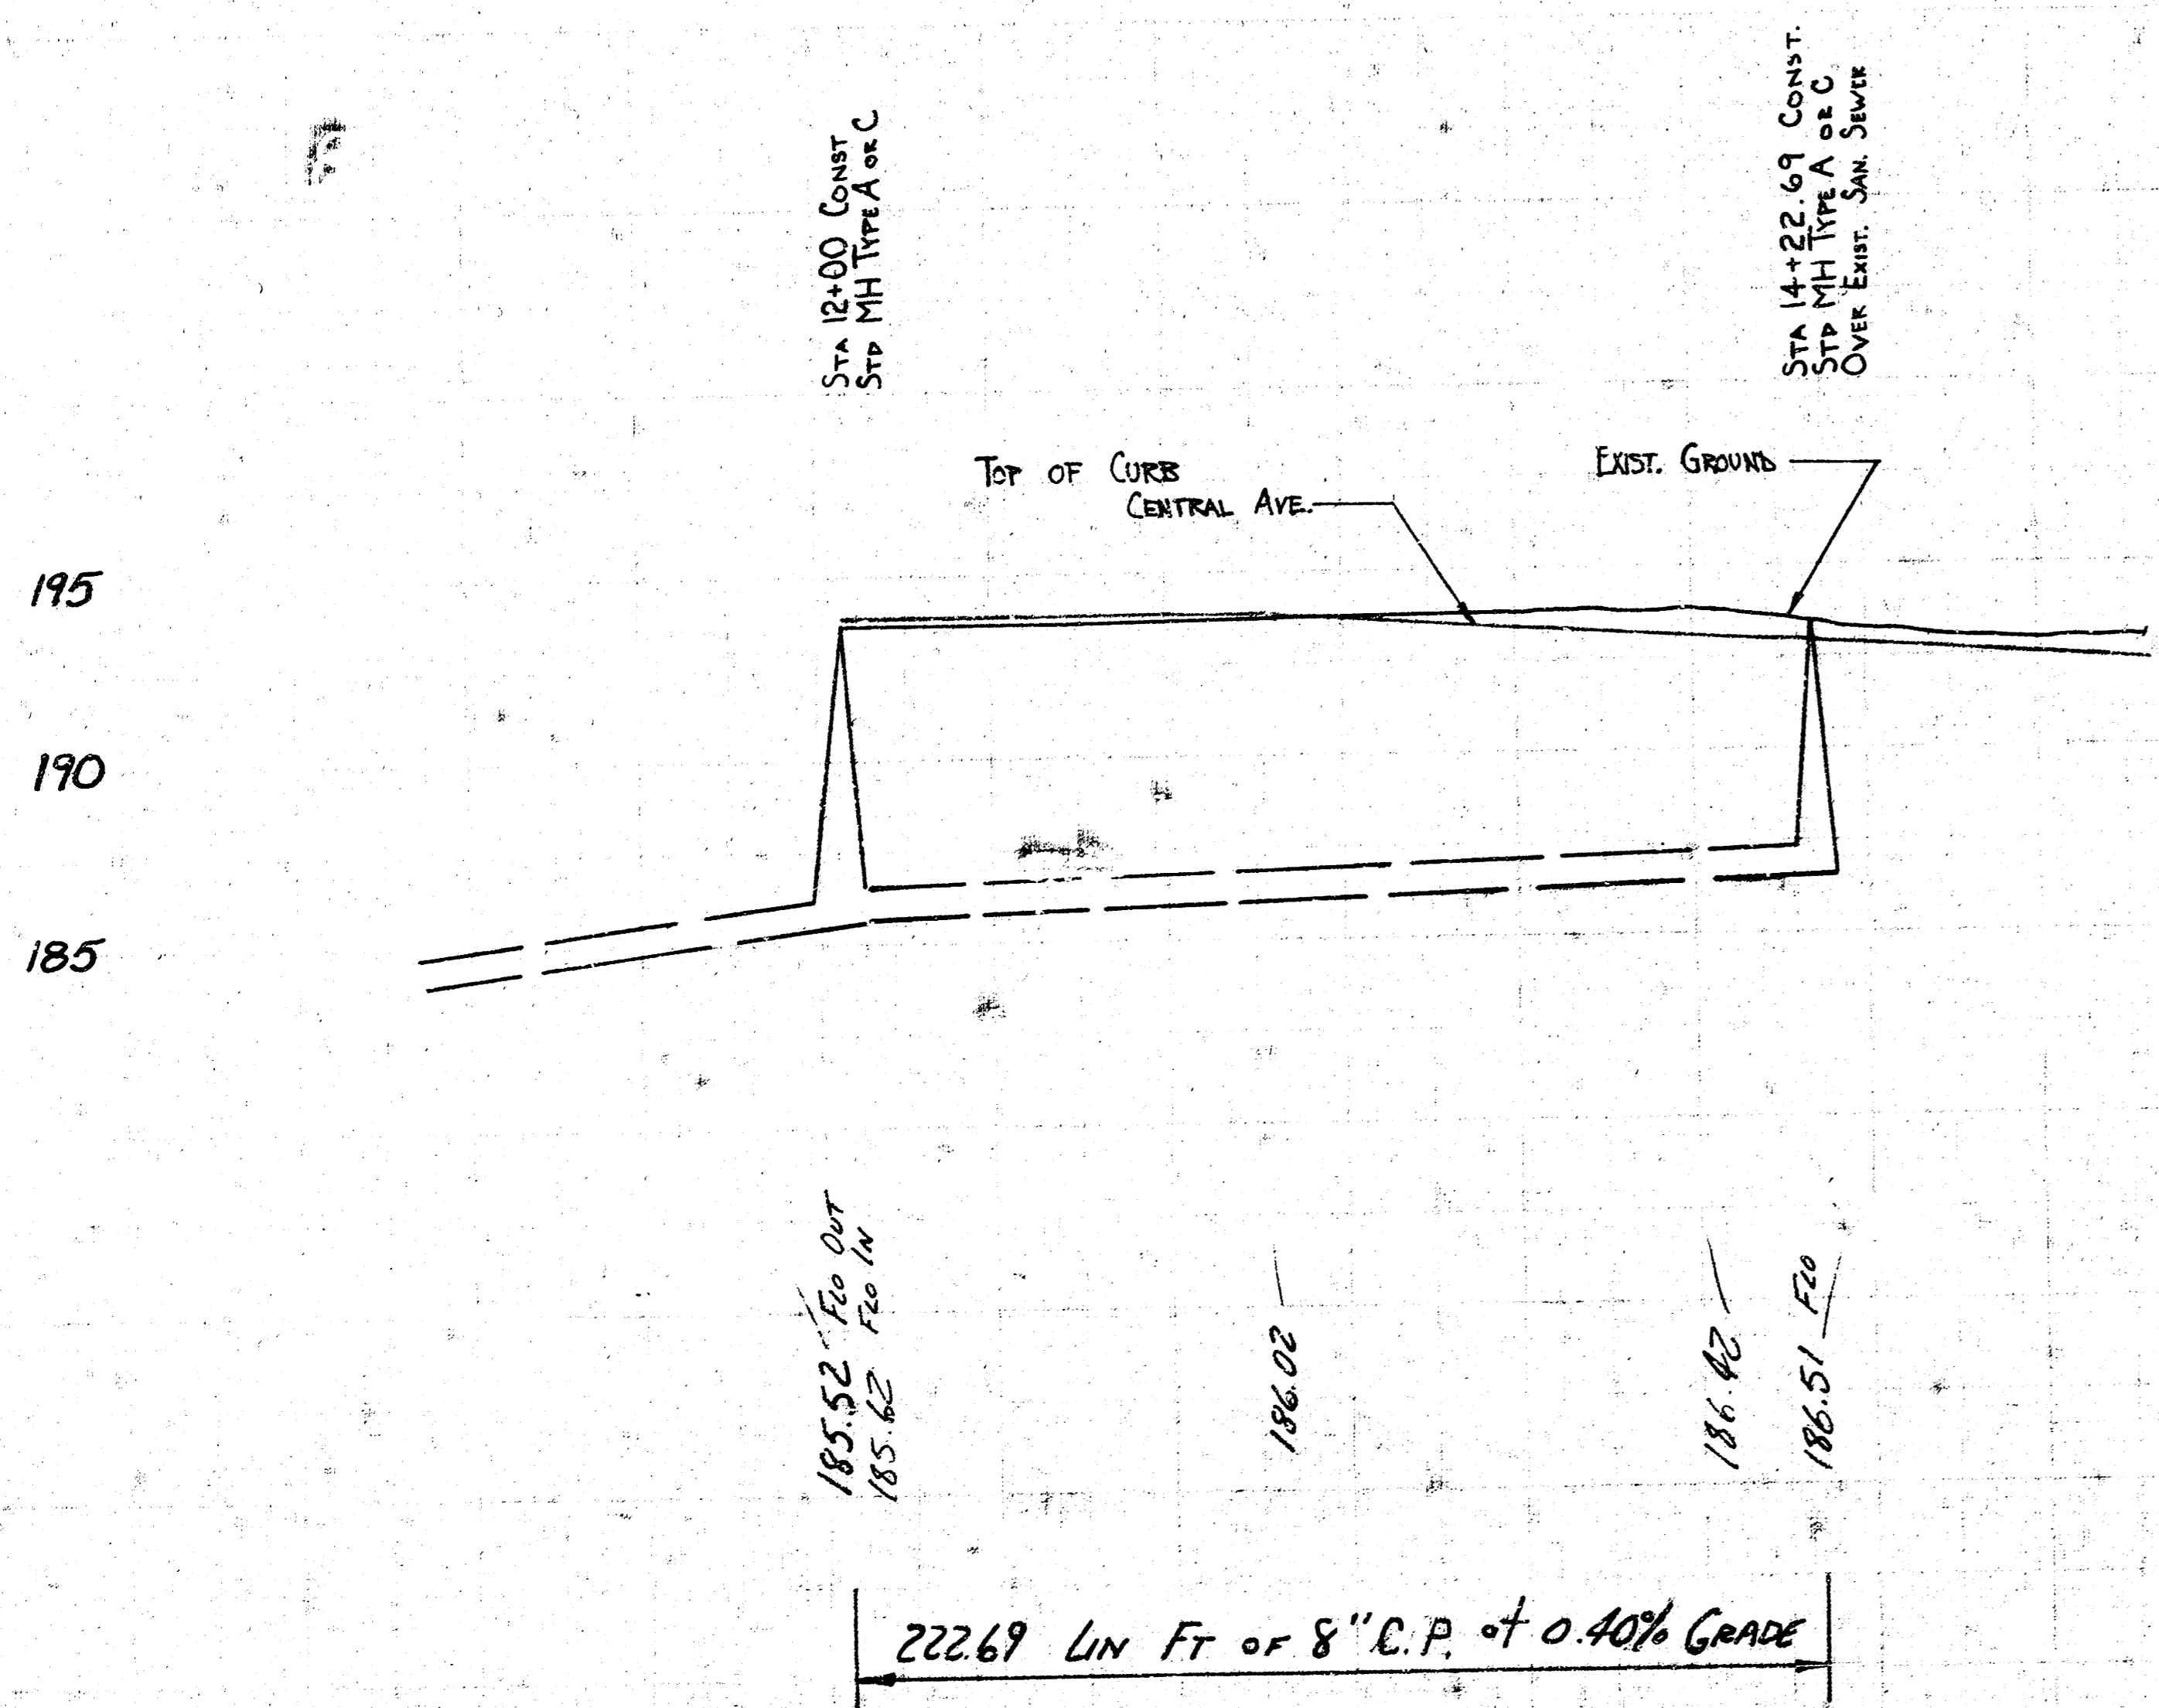 STA 12+00 CONST
STD MH TYPE A OR C
STA 14+22.69 CONST.
STD MH TYPE A OR C
OVER EXIST. SAN. SEWER
TOP OF CURB
CENTRAL AVE.
EXIST. GROUND
195
190
185
185.52 FLO OUT
185.62 FLO IN
186.02
186.42
186.51 FLO
222.69 LIN FT OF 8" C.P. at 0.40% GRADE